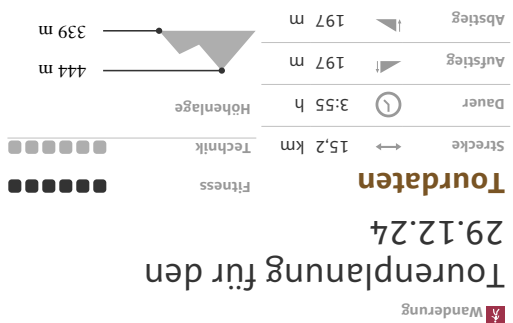 Wanderung
Tourenplanung für den
29.12.24
Tourdaten
Strecke 15,2 km
Dauer 3:55 h
Aufstieg 197 m
Abstieg 197 m
Fitness
Technik
Höhenlage
444 m
339 m